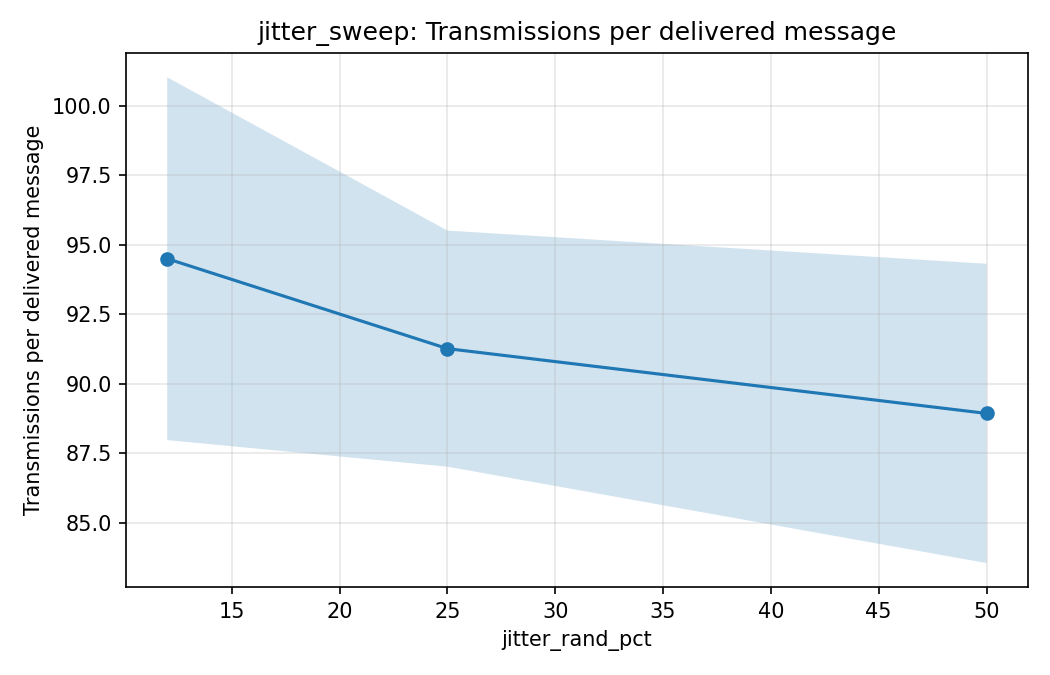 jitter_sweep: Transmissions per delivered message
Transmissions per delivered message
100.0
97.5
95.0
92.5
90.0
87.5
85.0
15 20 25 30 35 40 45 50
jitter_rand_pct